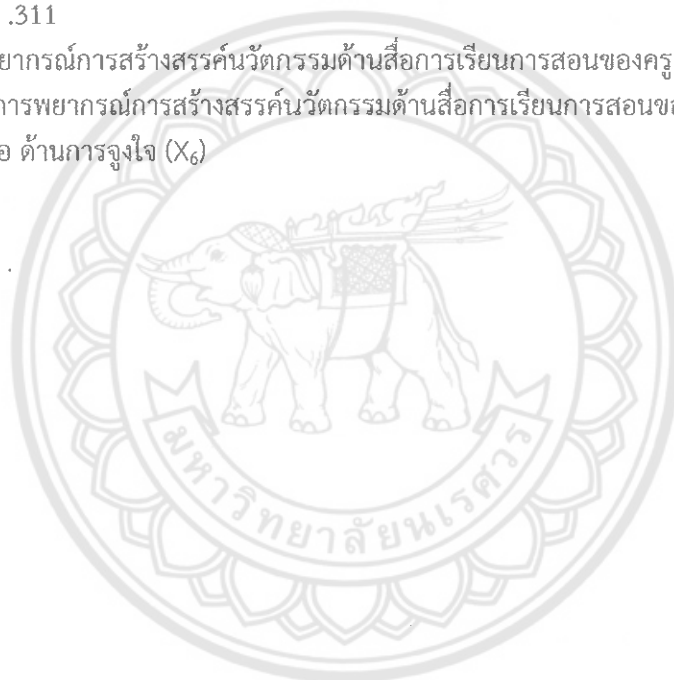 .311
ยากรณ์การสร้างสรรค์นวัตกรรมด้านสื่อการเรียนการสอนของครู
การพยากรณ์การสร้างสรรค์นวัตกรรมด้านสื่อการเรียนการสอนขอ
อ ด้านการจูงใจ (X₆)
มหาวิทยาลัยนเรศวร